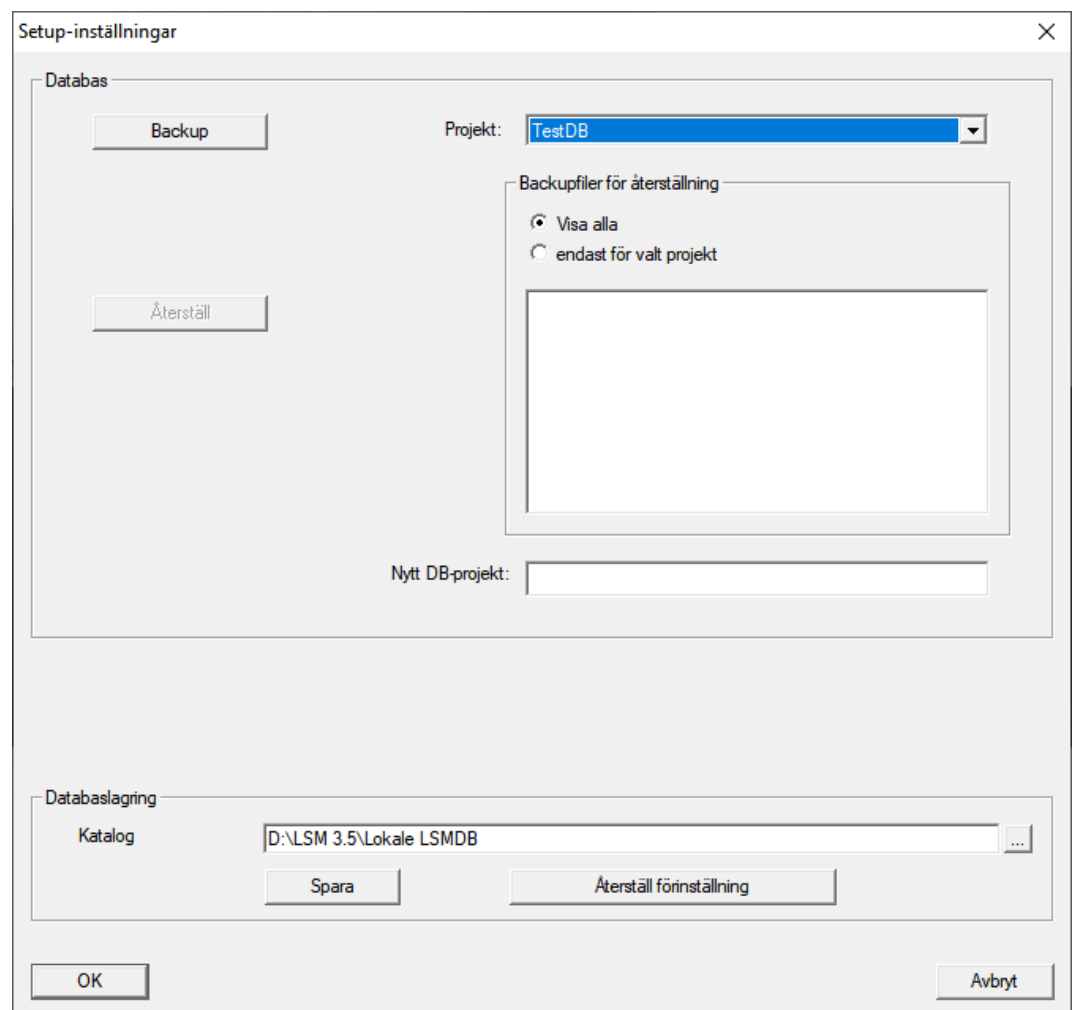 Setup-inställningar
Databas
Backup
Projekt:
TestDB
Backupfiler för återställning
Visa alla
endast för valt projekt
Återställ
Nytt DB-projekt:
Databaslagring
Katalog
D:\LSM 3.5\Lokale LSMDB
...
Spara
Återställ förinställning
OK
Avbryt